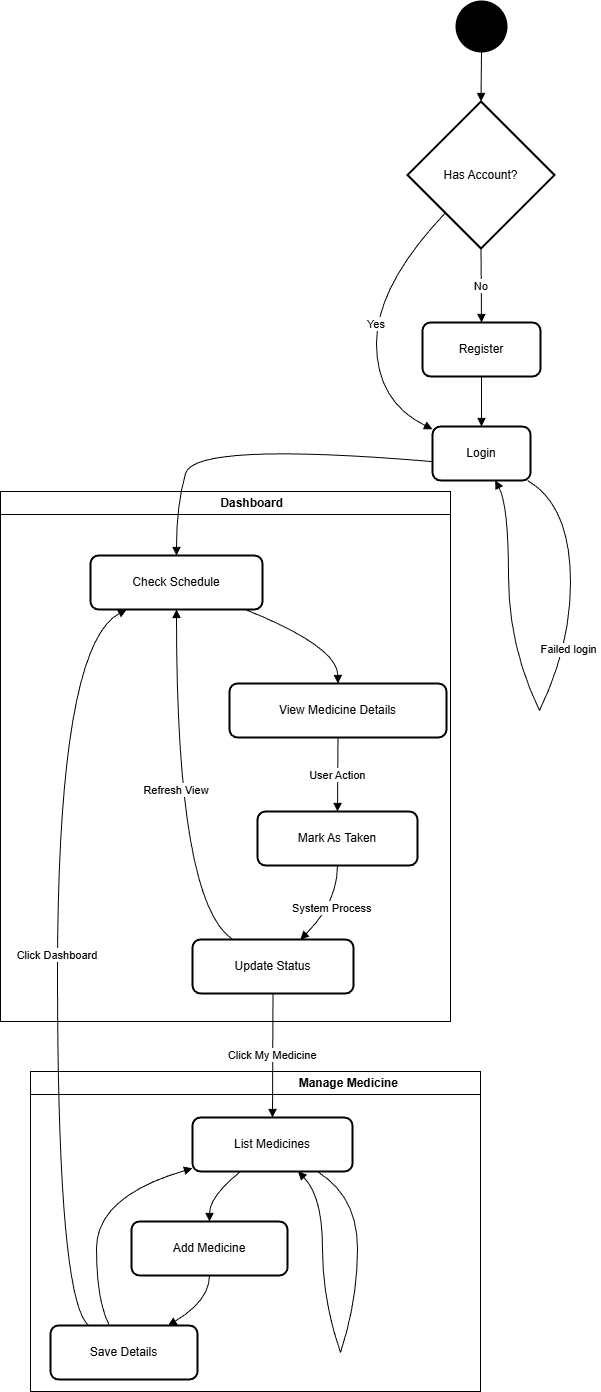 Has Account?
No
Yes
Register
Login
Dashboard
Check Schedule
Failed login
View Medicine Details
User Action
Refresh View
Mark As Taken
System Process
Click Dashboard
Update Status
Click My Medicine
Manage Medicine
List Medicines
Add Medicine
Save Details